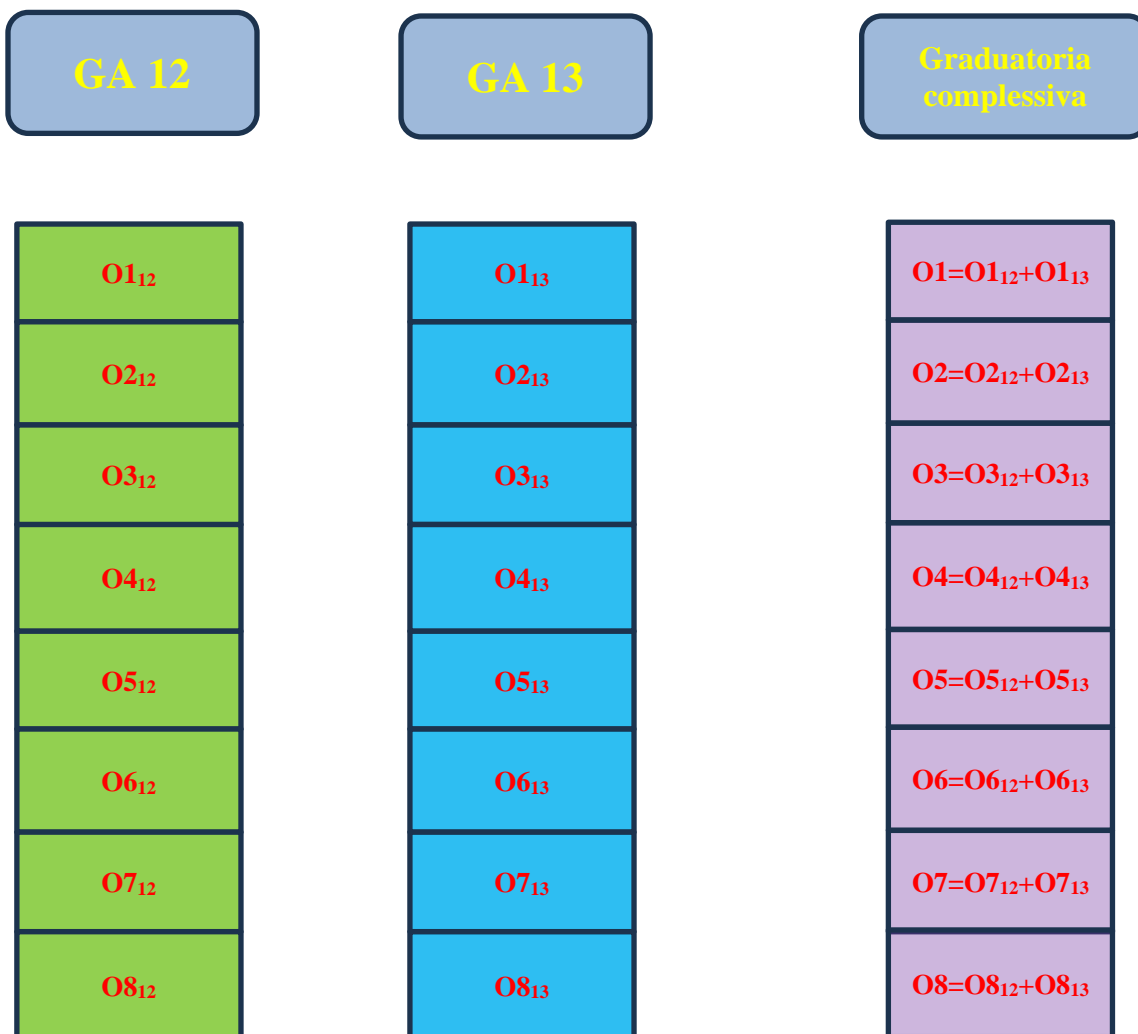 GA 12
GA 13
Graduatoria
complessiva
O1₁₂
O1₁₃
O1=O1₁₂+O1₁₃
O2₁₂
O2₁₃
O2=O2₁₂+O2₁₃
O3₁₂
O3₁₃
O3=O3₁₂+O3₁₃
O4₁₂
O4₁₃
O4=O4₁₂+O4₁₃
O5₁₂
O5₁₃
O5=O5₁₂+O5₁₃
O6₁₂
O6₁₃
O6=O6₁₂+O6₁₃
O7₁₂
O7₁₃
O7=O7₁₂+O7₁₃
O8₁₂
O8₁₃
O8=O8₁₂+O8₁₃